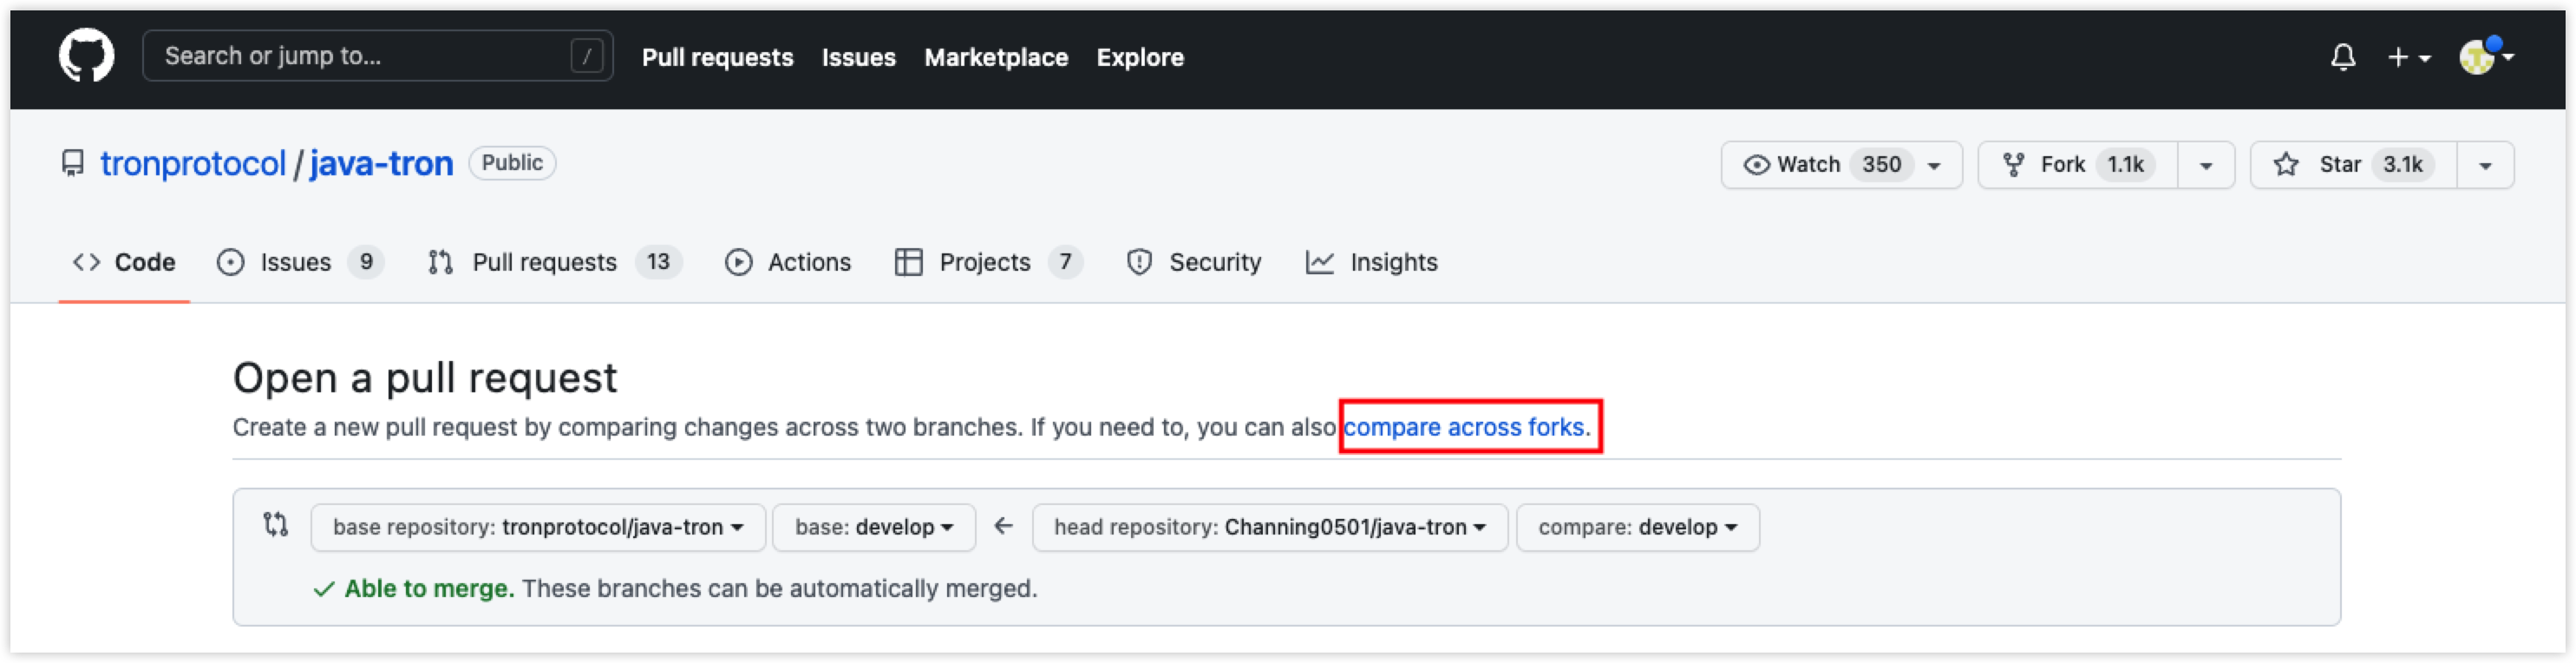 Search or jump to... / Pull requests Issues Marketplace Explore
tronprotocol / java-tron Public Watch 350 Fork 1.1k Star 3.1k
Code Issues 9 Pull requests 13 Actions Projects 7 Security Insights
Open a pull request
Create a new pull request by comparing changes across two branches. If you need to, you can also compare across forks.
base repository: tronprotocol/java-tron base: develop ← head repository: Channing0501/java-tron compare: develop
✓ Able to merge. These branches can be automatically merged.